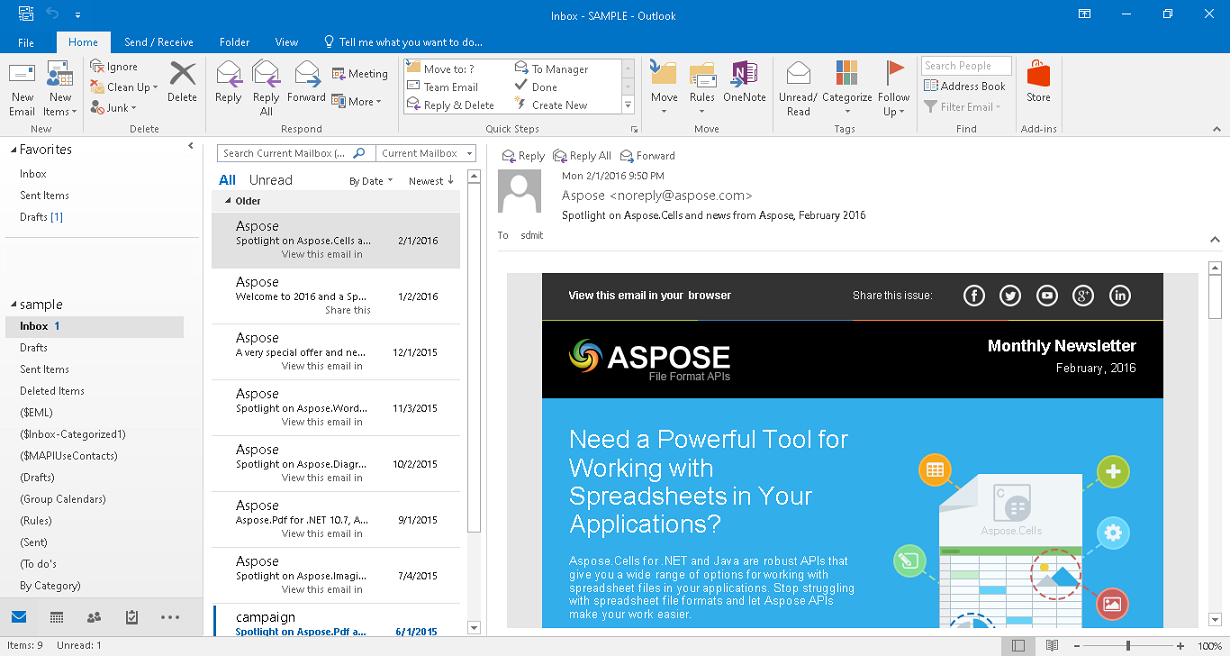 Inbox - SAMPLE - Outlook
File Home Send / Receive Folder View Tell me what you want to do...
New Email
New Items
Ignore
Clean Up
Junk
Delete
Reply
Reply All
Forward
Meeting
More
Move to: ?
Team Email
Reply & Delete
To Manager
Done
Create New
Move
Rules
OneNote
Unread/ Read
Categorize
Follow Up
Search People
Address Book
Filter Email
Store
New Delete Respond Quick Steps Move Tags Find Add-ins
Favorites
Inbox
Sent Items
Drafts [1]
sample
Inbox 1
Drafts
Sent Items
Deleted Items
($EML)
($Inbox-Categorized1)
($MAPIUseContacts)
(Drafts)
(Group Calendars)
(Rules)
(Sent)
(To do's
By Category)
Search Current Mailbox (... Current Mailbox
All Unread By Date Newest ↓
Older
Aspose
Spotlight on Aspose.Cells a... 2/1/2016
View this email in
Aspose
Welcome to 2016 and a Sp... 1/2/2016
Share this
Aspose
A very special offer and ne... 12/1/2015
View this email in
Aspose
Spotlight on Aspose.Word... 11/3/2015
View this email in
Aspose
Spotlight on Aspose.Diagr... 10/2/2015
View this email in
Aspose
Aspose.Pdf for .NET 10.7, A... 9/1/2015
View this email in
Aspose
Spotlight on Aspose.Imagi... 7/4/2015
View this email in
campaign
Spotlight on Aspose.Pdf a... 6/1/2015
Reply Reply All Forward
Mon 2/1/2016 9:50 PM
Aspose <noreply@aspose.com>
Spotlight on Aspose.Cells and news from Aspose, February 2016
To sdmit
View this email in your browser Share this issue:
ASPOSE
File Format APIs
Monthly Newsletter
February, 2016
Need a Powerful Tool for
Working with
Spreadsheets in Your
Applications?
Aspose.Cells for .NET and Java are robust APIs that
give you a wide range of options for working with
spreadsheet files in your applications. Stop struggling
with spreadsheet file formats and let Aspose APIs
make your work easier.
C
Aspose.Cells
Items: 9 Unread: 1 100%